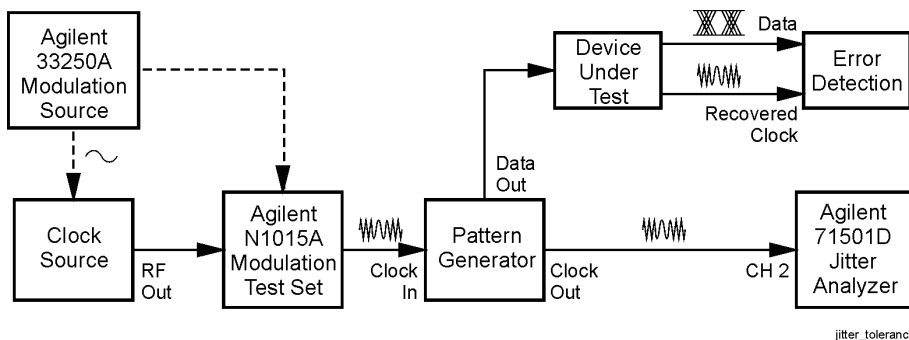 Agilent
33250A
Modulation
Source
Device
Under
Test
Data
Recovered
Clock
Error
Detection
Clock
Source
RF
Out
Agilent
N1015A
Modulation
Test Set
Clock
In
Data
Out
Pattern
Generator
Clock
Out
CH 2
Agilent
71501D
Jitter
Analyzer
jitter_toleranc